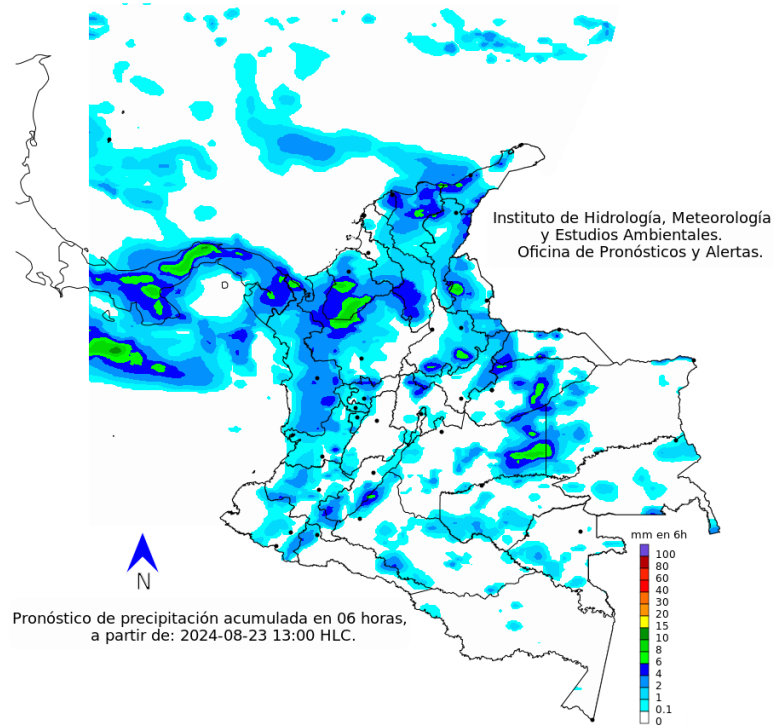 Instituto de Hidrología, Meteorología
y Estudios Ambientales.
Oficina de Pronósticos y Alertas.
D
N
mm en 6h
100
80
60
40
30
20
15
10
8
6
4
2
1
0.1
0
Pronóstico de precipitación acumulada en 06 horas,
a partir de: 2024-08-23 13:00 HLC.